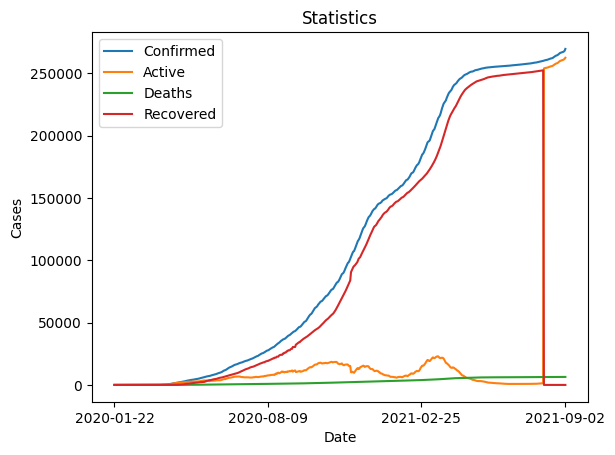 Statistics
Confirmed
Active
Deaths
Recovered
250000
200000
150000
100000
50000
0
Cases
2020-01-22
2020-08-09
2021-02-25
2021-09-02
Date